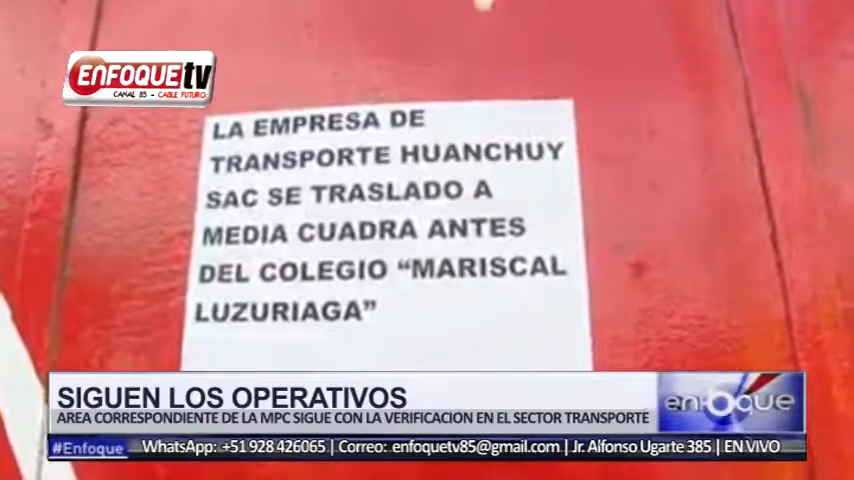 ENFOQUEtv
CANAL 85 - CABLE FUTURO
LA EMPRESA DE
TRANSPORTE HUANCHUY
SAC SE TRASLADO A
MEDIA CUADRA ANTES
DEL COLEGIO “MARISCAL
LUZURIAGA”
SIGUEN LOS OPERATIVOS
AREA CORRESPONDIENTE DE LA MPC SIGUE CON LA VERIFICACION EN EL SECTOR TRANSPORTE
enfoque
#Enfoque WhatsApp: +51 928 426065 | Correo: enfoquetv85@gmail.com | Jr. Alfonso Ugarte 385 | EN VIVO